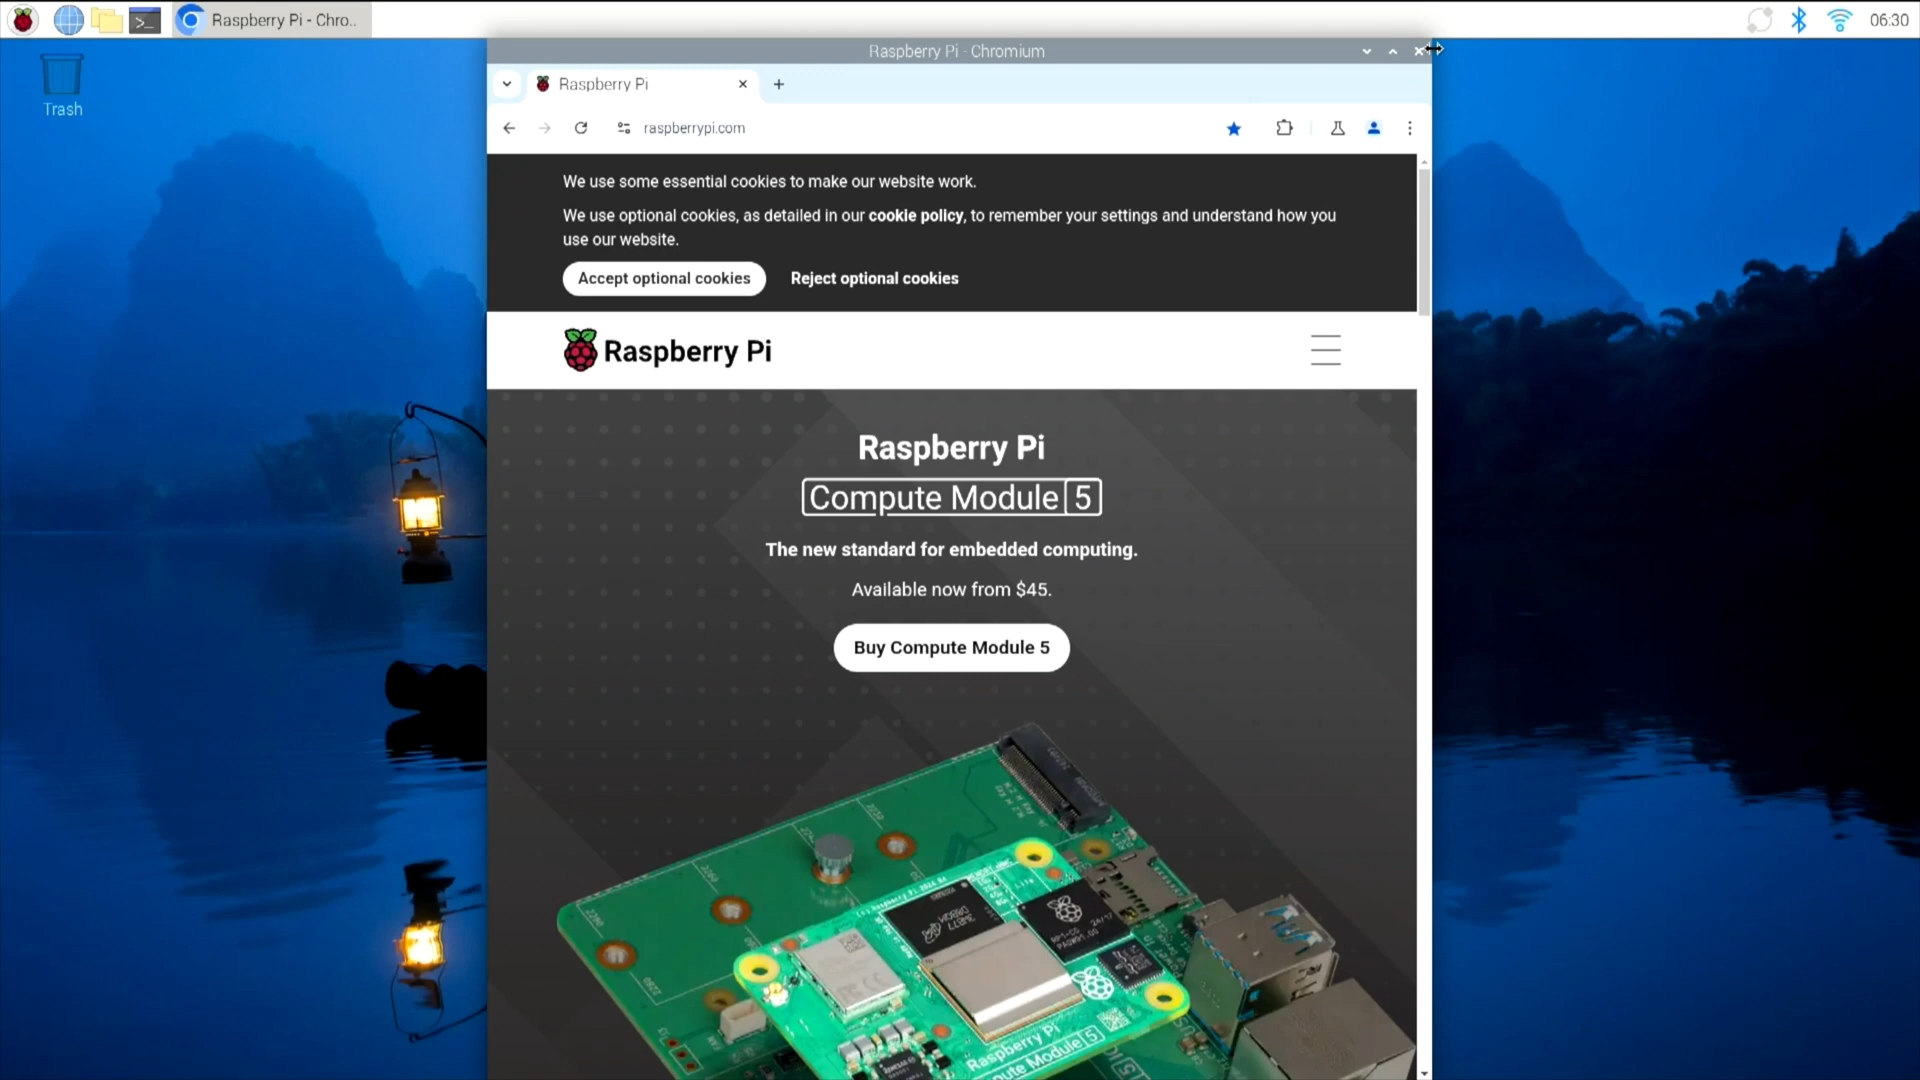 Raspberry Pi - Chro..
06:30
Trash
Raspberry Pi - Chromium
Raspberry Pi
raspberrypi.com
We use some essential cookies to make our website work.
We use optional cookies, as detailed in our cookie policy, to remember your settings and understand how you
use our website.
Accept optional cookies
Reject optional cookies
Raspberry Pi
Raspberry Pi
Compute Module 5
The new standard for embedded computing.
Available now from $45.
Buy Compute Module 5
Raspberry Pi